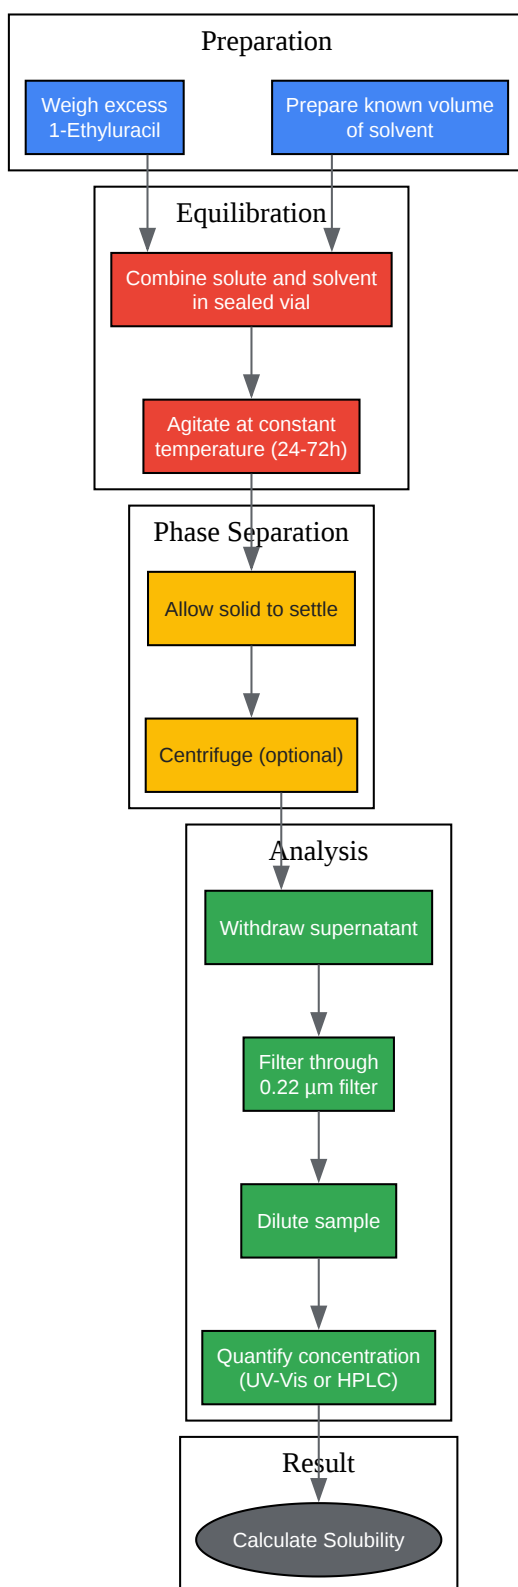 Preparation
Weigh excess
1-Ethyluracil
Prepare known volume
of solvent
Equilibration
Combine solute and solvent
in sealed vial
Agitate at constant
temperature (24-72h)
Phase Separation
Allow solid to settle
Centrifuge (optional)
Analysis
Withdraw supernatant
Filter through
0.22 µm filter
Dilute sample
Quantify concentration
(UV-Vis or HPLC)
Result
Calculate Solubility